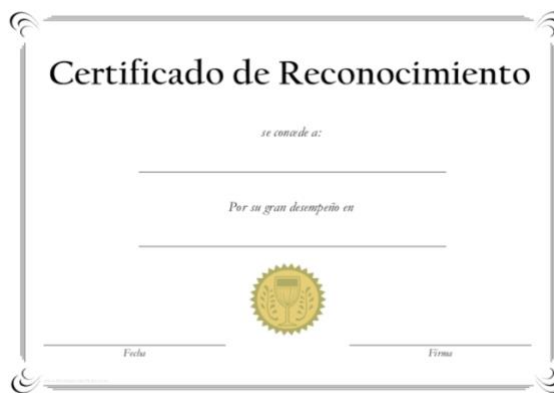 Certificado de Reconocimiento
se concede a:
Por su gran desempeño en
Fecha
Firma